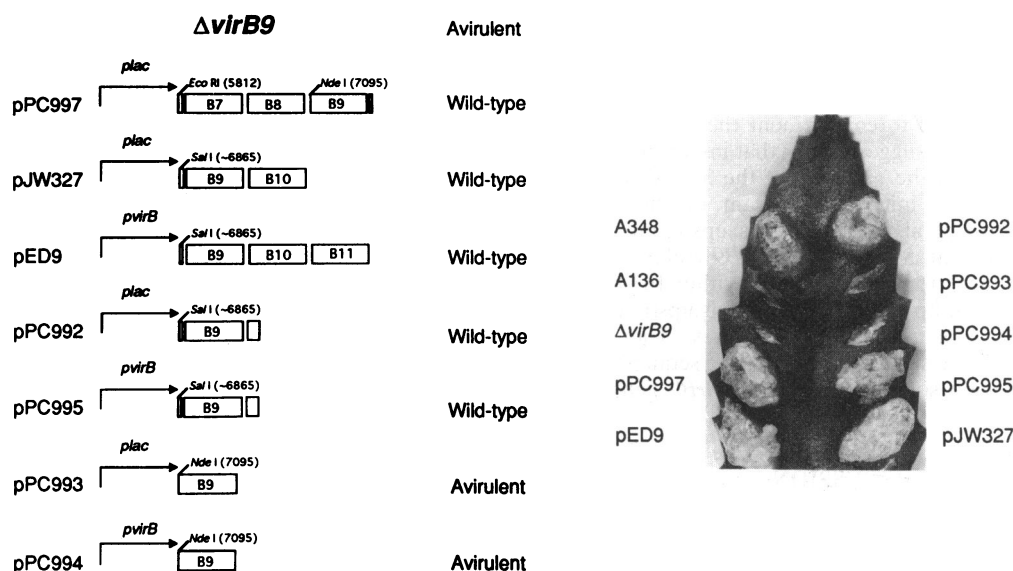 ΔvirB9 Avirulent
plac
EcoRI (5812) NdeI (7095)
pPC997 B7 B8 B9 Wild-type
plac
SalI (~6865)
pJW327 B9 B10 Wild-type
pvirB
SalI (~6865)
pED9 B9 B10 B11 Wild-type
plac
SalI (~6865)
pPC992 B9 Wild-type
pvirB
SalI (~6865)
pPC995 B9 Wild-type
plac
NdeI (7095)
pPC993 B9 Avirulent
pvirB
NdeI (7095)
pPC994 B9 Avirulent
A348 pPC992
A136 pPC993
ΔvirB9 pPC994
pPC997 pPC995
pED9 pJW327